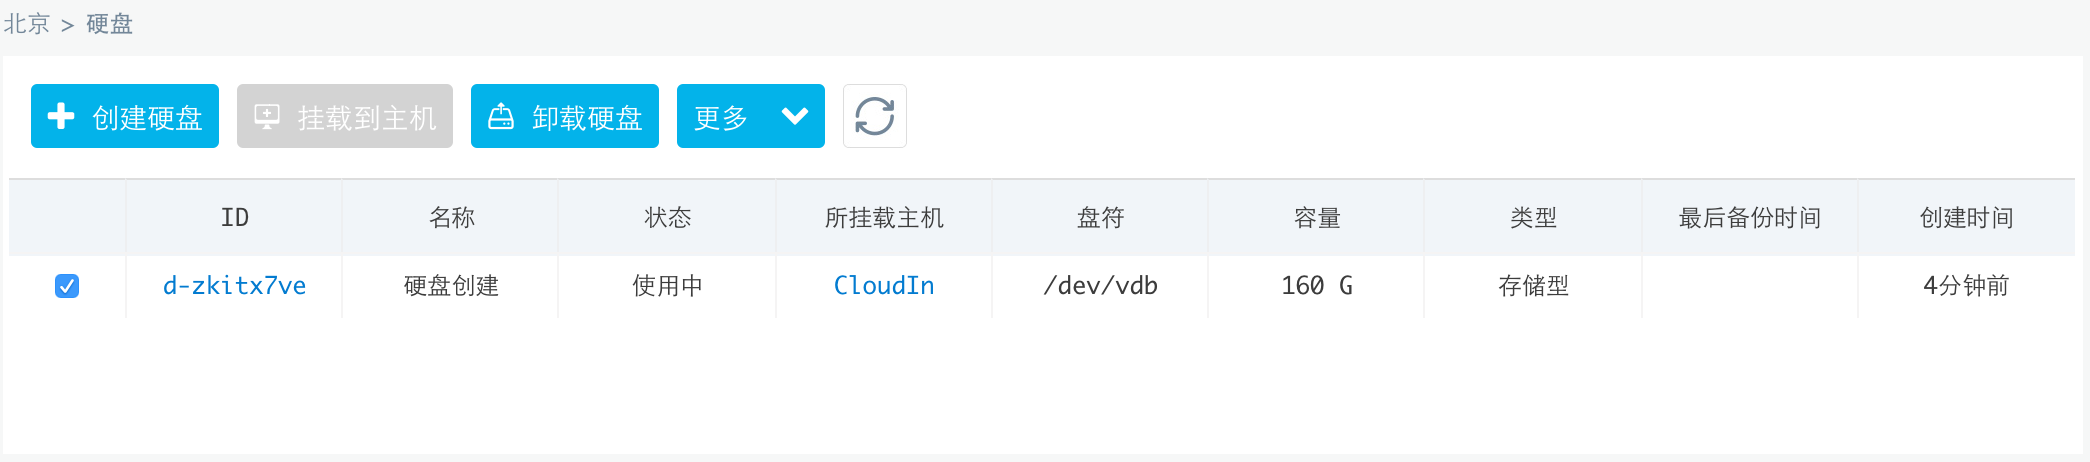 北京 > 硬盘
创建硬盘 挂载到主机 卸载硬盘 更多
ID 名称 状态 所挂载主机 盘符 容量 类型 最后备份时间 创建时间
d-zkitx7ve 硬盘创建 使用中 CloudIn /dev/vdb 160 G 存储型 4分钟前